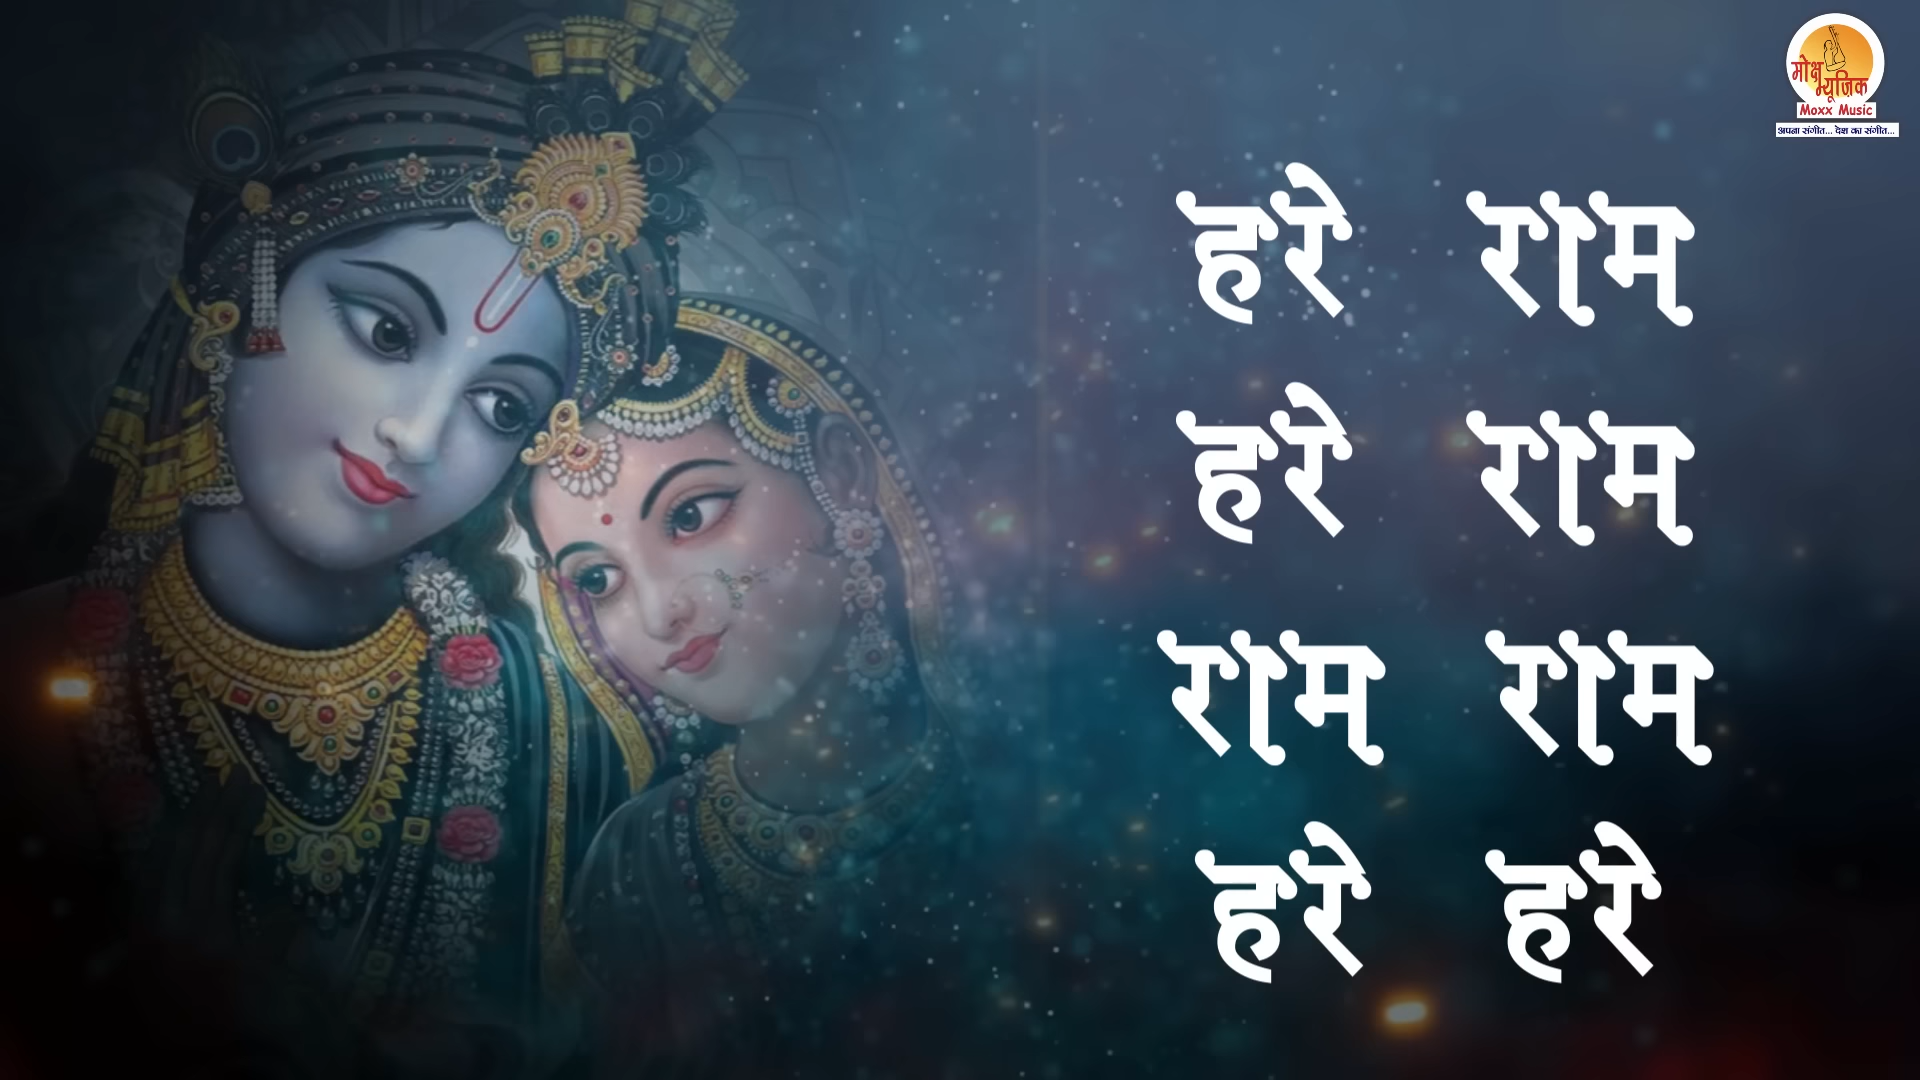 मोक्ष
म्यूज़िक
Moxx Music
अपना संगीत... देश का संगीत...
हरे राम
हरे राम
राम राम
हरे हरे